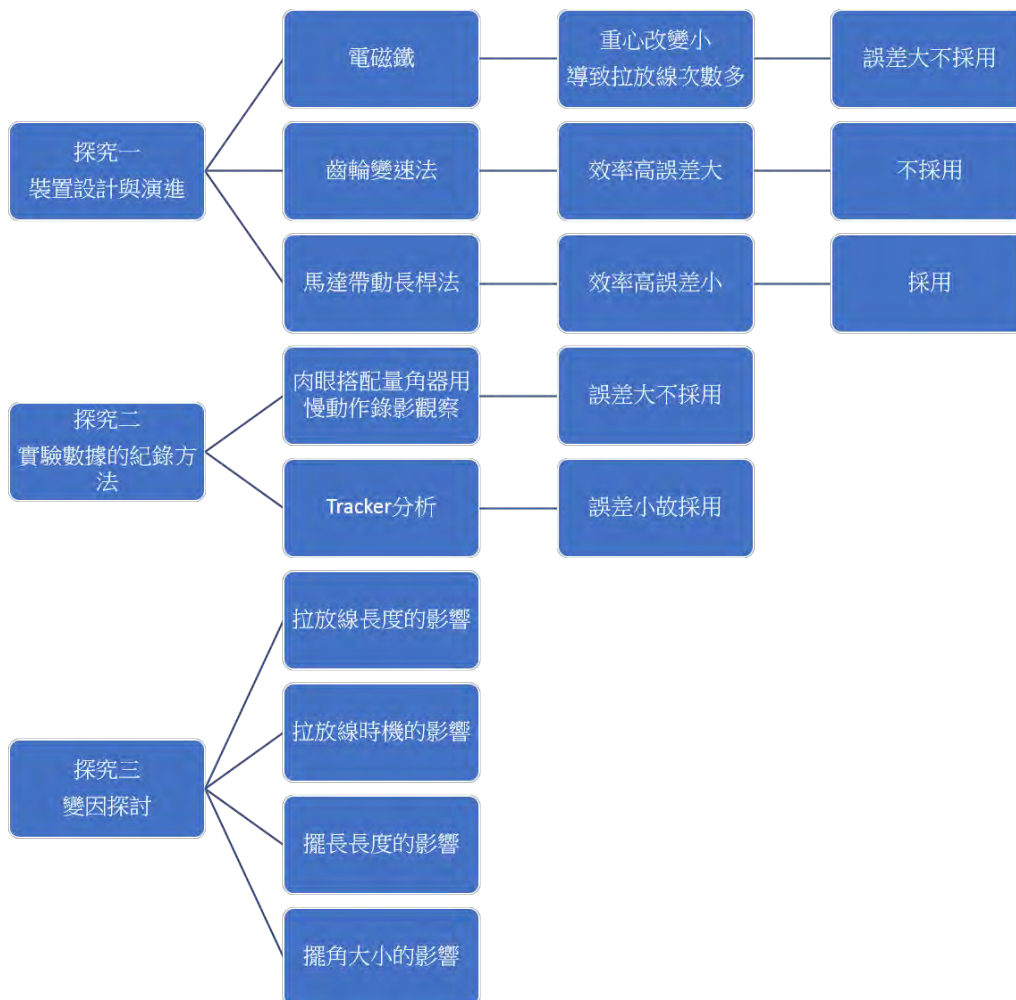 探究一
裝置設計與演進
電磁鐵
重心改變小
導致拉放線次數多
誤差大不採用
齒輪變速法
效率高誤差大
不採用
馬達帶動長桿法
效率高誤差小
採用
探究二
實驗數據的紀錄方
法
肉眼搭配量角器用
慢動作錄影觀察
誤差大不採用
Tracker分析
誤差小故採用
探究三
變因探討
拉放線長度的影響
拉放線時機的影響
擺長長度的影響
擺角大小的影響